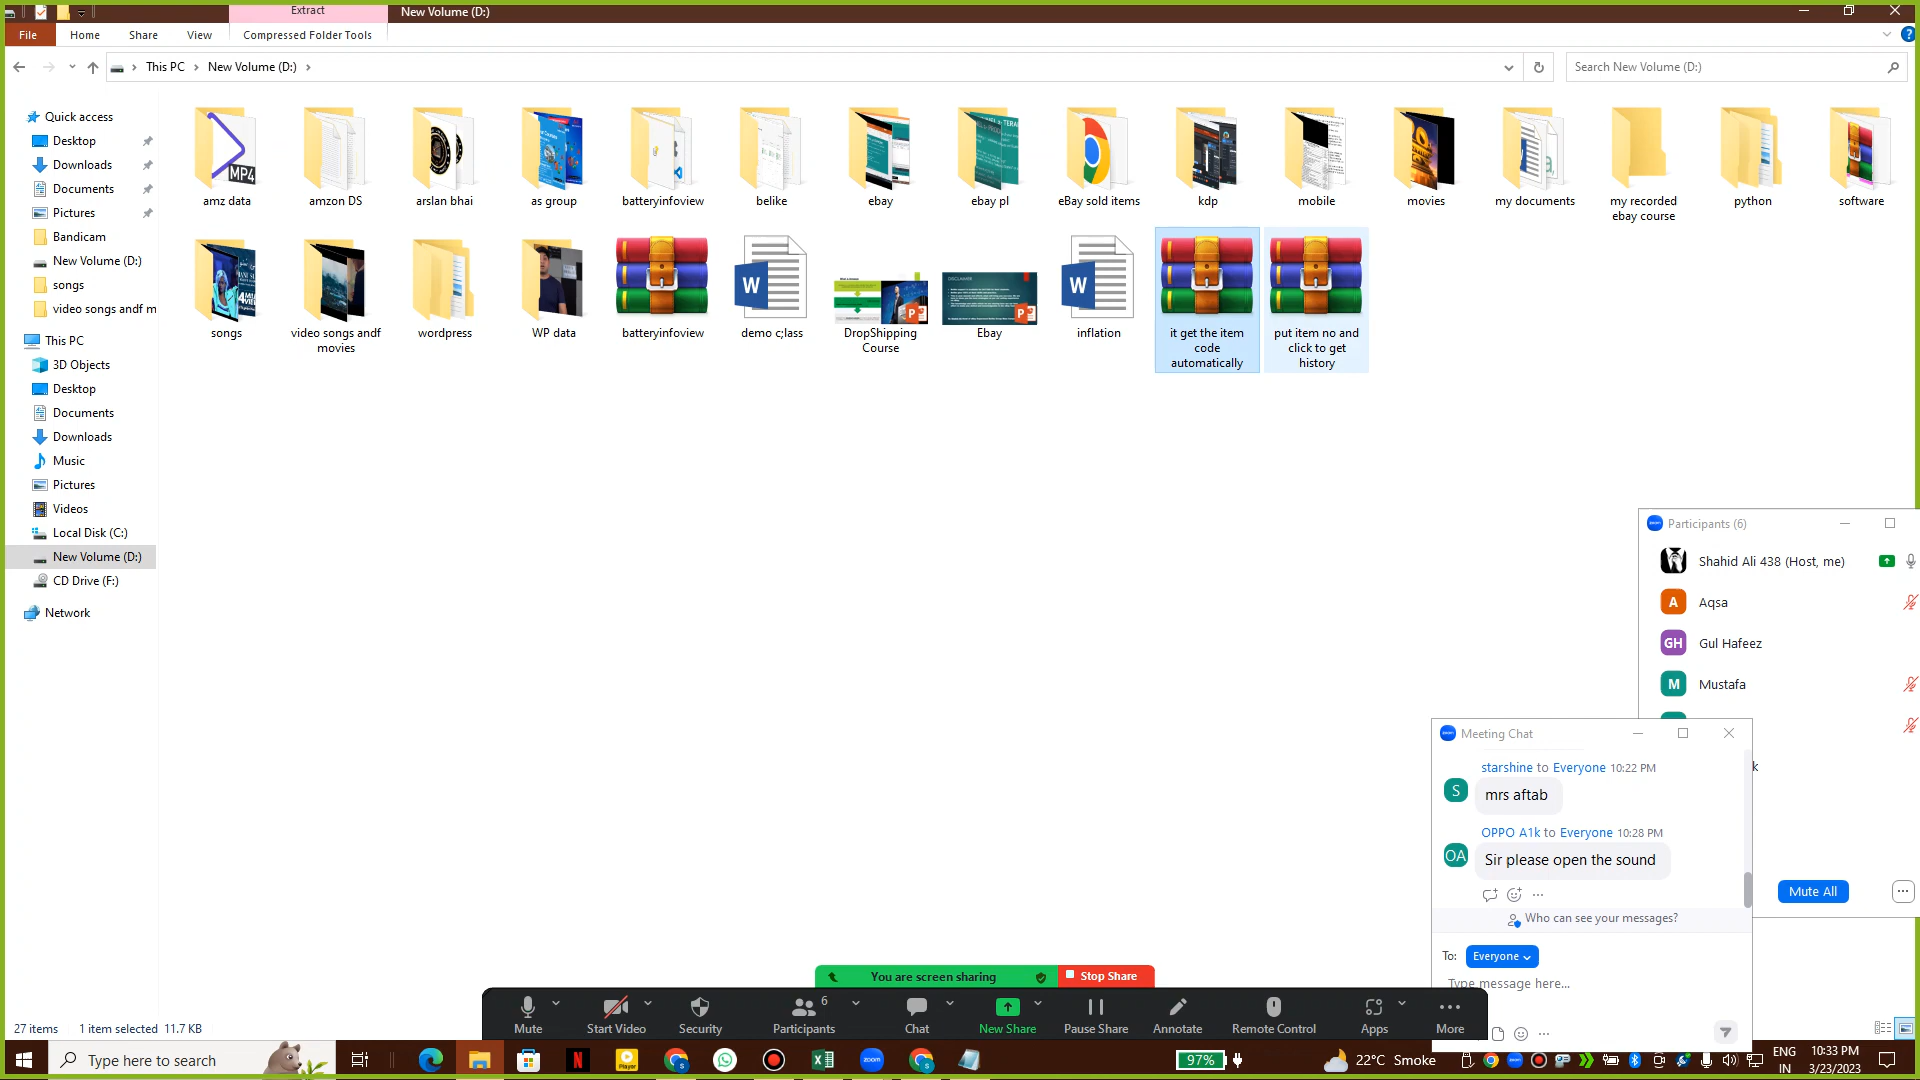 Extract
New Volume (D:)
File
Home
Share
View
Compressed Folder Tools
This PC
New Volume (D:)
Search New Volume (D:)
Quick access
Desktop
Downloads
Documents
Pictures
Bandicam
New Volume (D:)
songs
video songs andf m
This PC
3D Objects
Desktop
Documents
Downloads
Music
Pictures
Videos
Local Disk (C:)
New Volume (D:)
CD Drive (F:)
Network
MP4
amz data
amzon DS
arslan bhai
as group
batteryinfoview
belike
ebay
ebay pl
eBay sold items
kdp
mobile
movies
my documents
my recorded
ebay course
python
software
songs
video songs andf
movies
wordpress
WP data
batteryinfoview
W
demo c;lass
DropShipping
Course
DISCLAIMER
Ebay
W
inflation
it get the item
code
automatically
put item no and
click to get
history
zoom
Participants (6)
Shahid Ali 438 (Host, me)
A
Aqsa
GH
Gul Hafeez
M
Mustafa
k
Mute All
zoom
Meeting Chat
starshine to Everyone 10:22 PM
S
mrs aftab
OPPO A1k to Everyone 10:28 PM
OA
Sir please open the sound
Who can see your messages?
To:
Everyone
Type message here...
You are screen sharing
Stop Share
Mute
Start Video
Security
6
Participants
Chat
New Share
Pause Share
Annotate
Remote Control
Apps
More
27 items
1 item selected
11.7 KB
Type here to search
Player
zoom
97%
22°C
Smoke
ENG
IN
10:33 PM
3/23/2023